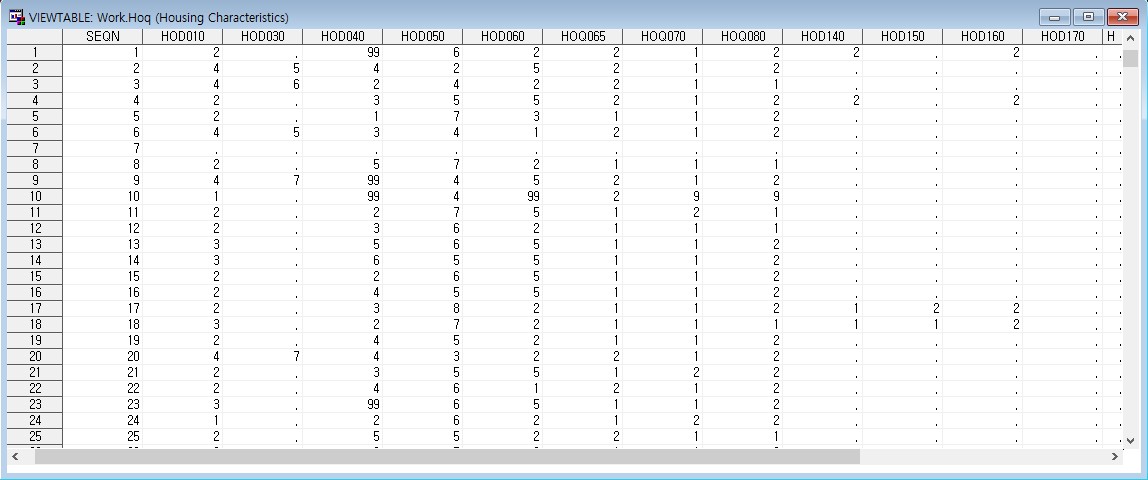 VIEWTABLE: Work.Hoq (Housing Characteristics)
SEQN HOD010 HOD030 HOD040 HOD050 HOD060 HOQ065 HOQ070 HOQ080 HOD140 HOD150 HOD160 HOD170 H
1 1 2 . 99 6 2 2 1 2 2 . 2 . .
2 2 4 5 4 2 5 2 1 2 . . . . .
3 3 4 6 2 4 2 2 1 1 . . . . .
4 4 2 . 3 5 5 2 1 2 2 . 2 . .
5 5 2 . 1 7 3 1 1 2 . . . . .
6 6 4 5 3 4 1 2 1 2 . . . . .
7 7 . . . . . . . . . . . . .
8 8 2 . 5 7 2 1 1 1 . . . . .
9 9 4 7 99 4 5 2 1 2 . . . . .
10 10 1 . 99 4 99 2 9 9 . . . . .
11 11 2 . 2 7 5 1 2 1 . . . . .
12 12 2 . 3 6 2 1 1 1 . . . . .
13 13 3 . 5 6 5 1 1 2 . . . . .
14 14 3 . 6 5 5 1 1 2 . . . . .
15 15 2 . 2 6 5 1 1 2 . . . . .
16 16 2 . 4 5 5 1 1 2 . . . . .
17 17 2 . 3 8 2 1 1 2 1 2 2 . .
18 18 3 . 2 7 2 1 1 1 1 1 2 . .
19 19 2 . 4 5 2 1 1 2 . . . . .
20 20 4 7 4 3 2 2 1 2 . . . . .
21 21 2 . 3 5 5 1 2 2 . . . . .
22 22 2 . 4 6 1 2 1 2 . . . . .
23 23 3 . 99 6 5 1 1 2 . . . . .
24 24 1 . 2 6 2 1 2 2 . . . . .
25 25 2 . 5 5 2 2 1 1 . . . . .